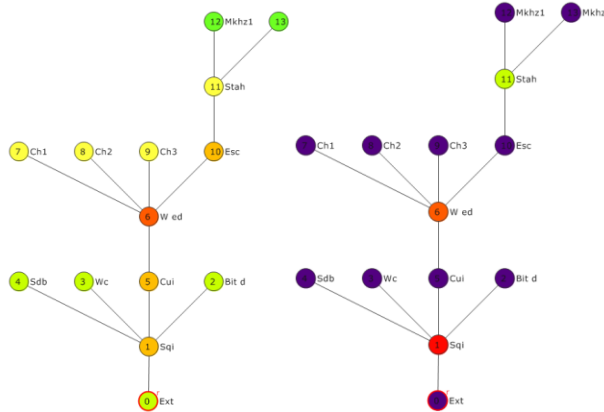 12 Mkhz1 13
11 Stah
7 Ch1 8 Ch2 9 Ch3 10 Esc
6 W ed
4 Sdb 3 Wc 5 Cui 2 Bit d
1 Sqi
0 Ext
Mkhz1 Mkhz
11 Stah
Ch1 Ch2 Ch3 Esc
6 W ed
Sdb Wc Cui Bit d
1 Sqi
Ext